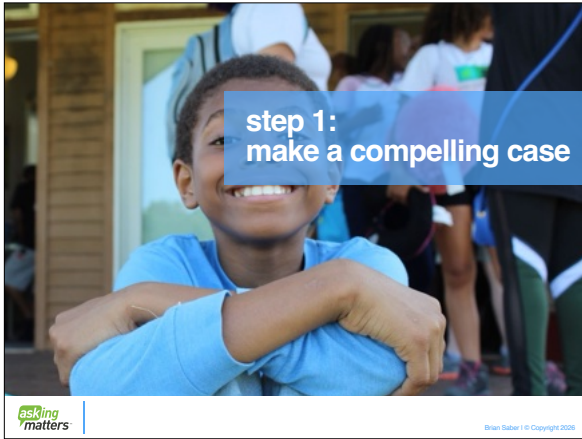 step 1:
make a compelling case
asking
matters
Brian Saber I © Copyright 2026